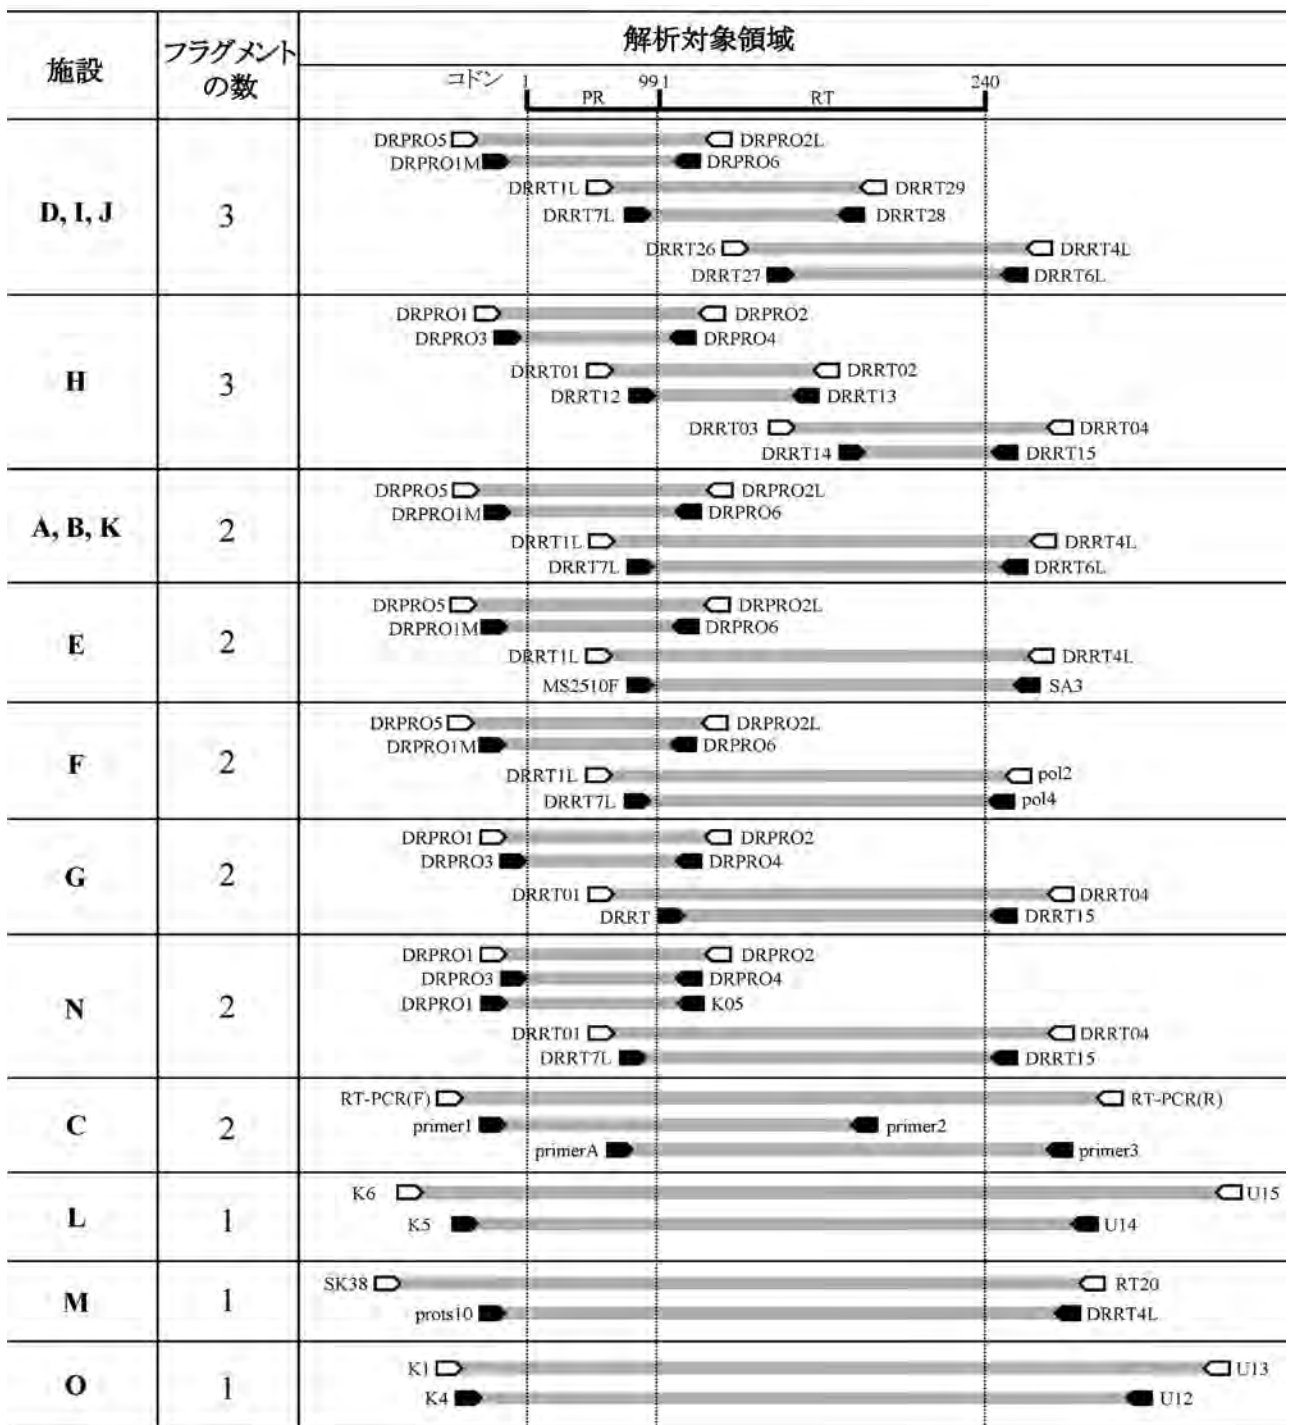 施設
フラグメント
の数
解析対象領域
コドン 1 99 1 240
PR RT
D, I, J
3
DRPRO5 DRPRO2L
DRPRO1M DRPRO6
DRRT1L DRRT29
DRRT7L DRRT28
DRRT26 DRRT4L
DRRT27 DRRT6L
H
3
DRPRO1 DRPRO2
DRPRO3 DRPRO4
DRRT01 DRRT02
DRRT12 DRRT13
DRRT03 DRRT04
DRRT14 DRRT15
A, B, K
2
DRPRO5 DRPRO2L
DRPRO1M DRPRO6
DRRT1L DRRT4L
DRRT7L DRRT6L
E
2
DRPRO5 DRPRO2L
DRPRO1M DRPRO6
DRRT1L DRRT4L
MS2510F SA3
F
2
DRPRO5 DRPRO2L
DRPRO1M DRPRO6
DRRT1L pol2
DRRT7L pol4
G
2
DRPRO1 DRPRO2
DRPRO3 DRPRO4
DRRT01 DRRT04
DRRT DRRT15
N
2
DRPRO1 DRPRO2
DRPRO3 DRPRO4
DRPRO1 K05
DRRT01 DRRT04
DRRT7L DRRT15
C
2
RT-PCR(F) RT-PCR(R)
primer1 primer2
primerA primer3
L
1
K6 U15
K5 U14
M
1
SK38 RT20
prots10 DRRT4L
O
1
K1 U13
K4 U12